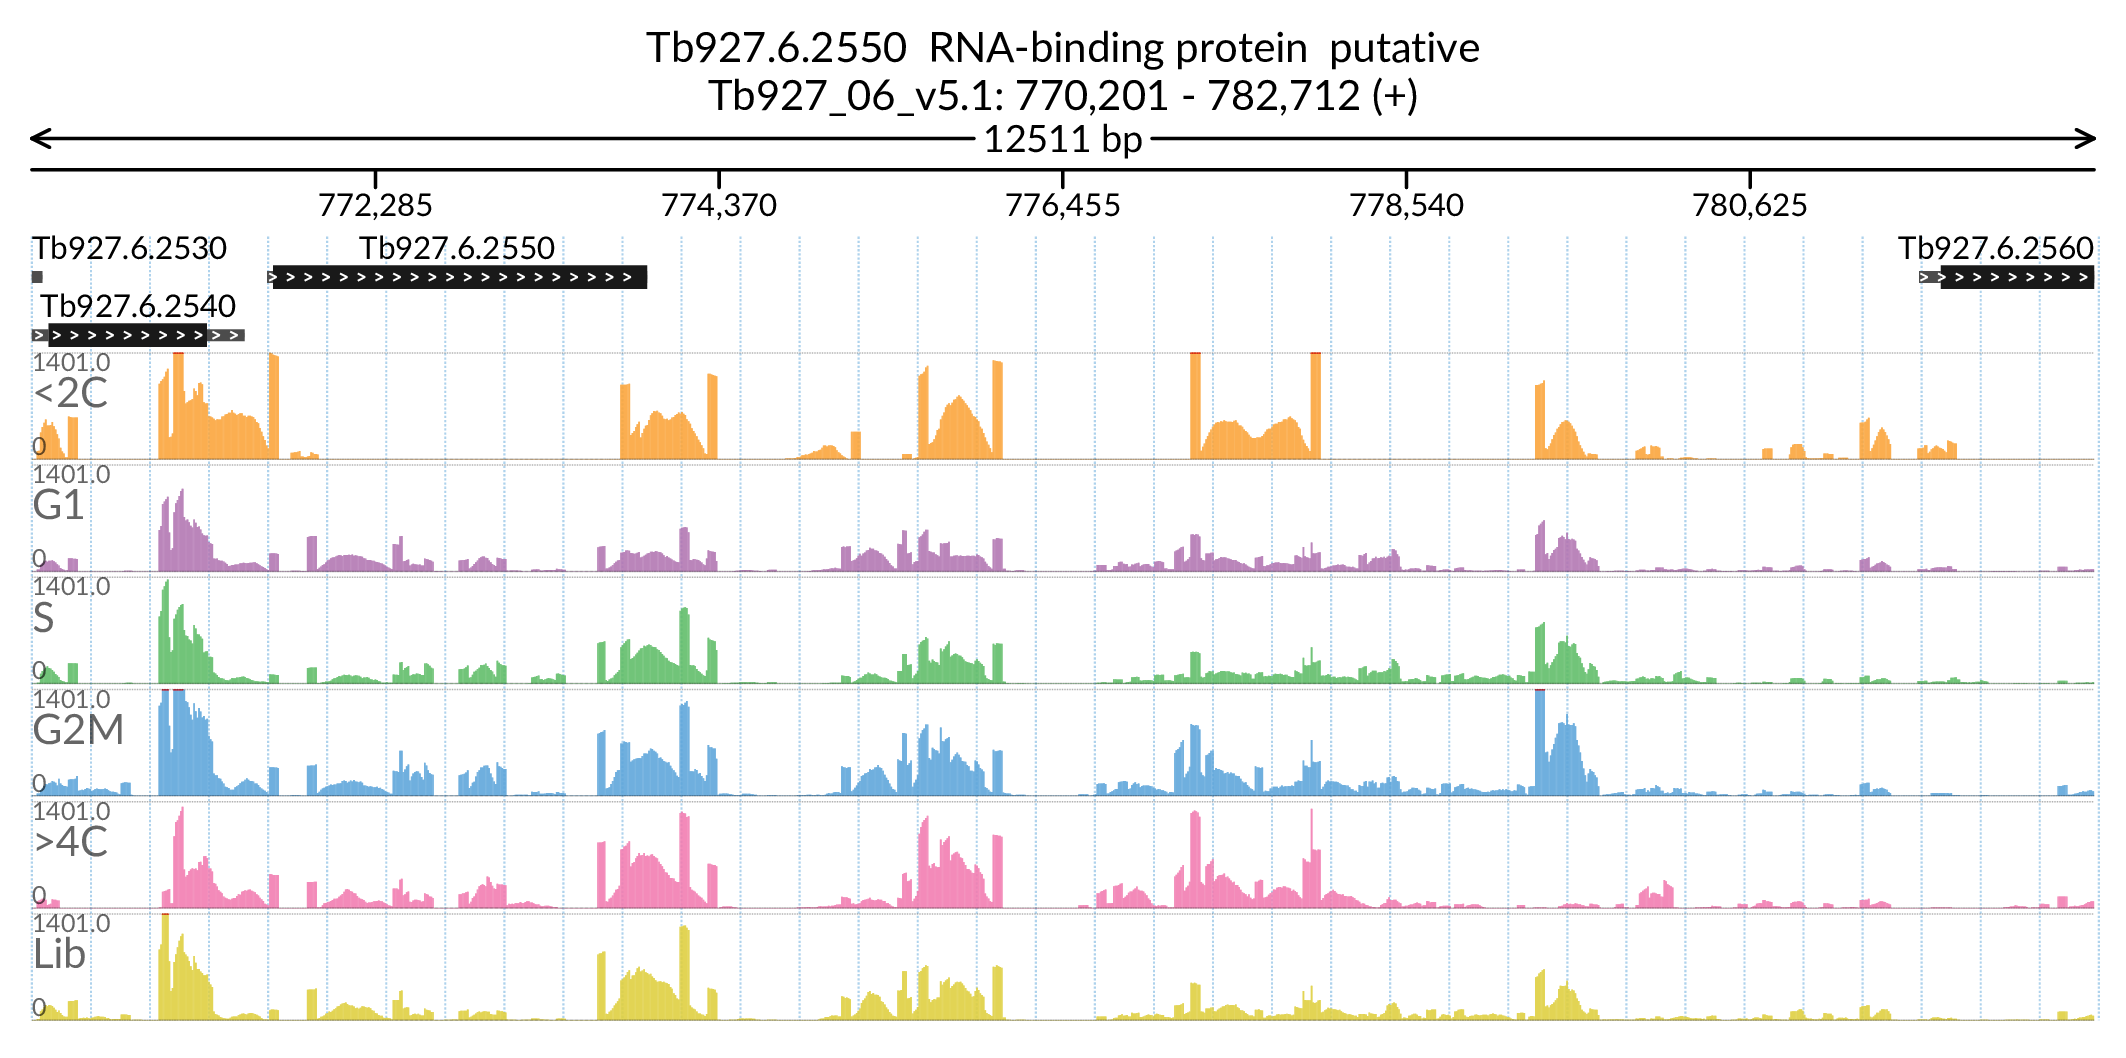 Tb927.6.2550  RNA-binding protein  putative
Tb927_06_v5.1: 770,201 - 782,712 (+)
12511 bp
772,285 774,370 776,455 778,540 780,625
Tb927.6.2530 Tb927.6.2550 Tb927.6.2560
Tb927.6.2540
1401.0
<2C
0
1401.0
G1
0
1401.0
S
0
1401.0
G2M
0
1401.0
>4C
0
1401.0
Lib
0